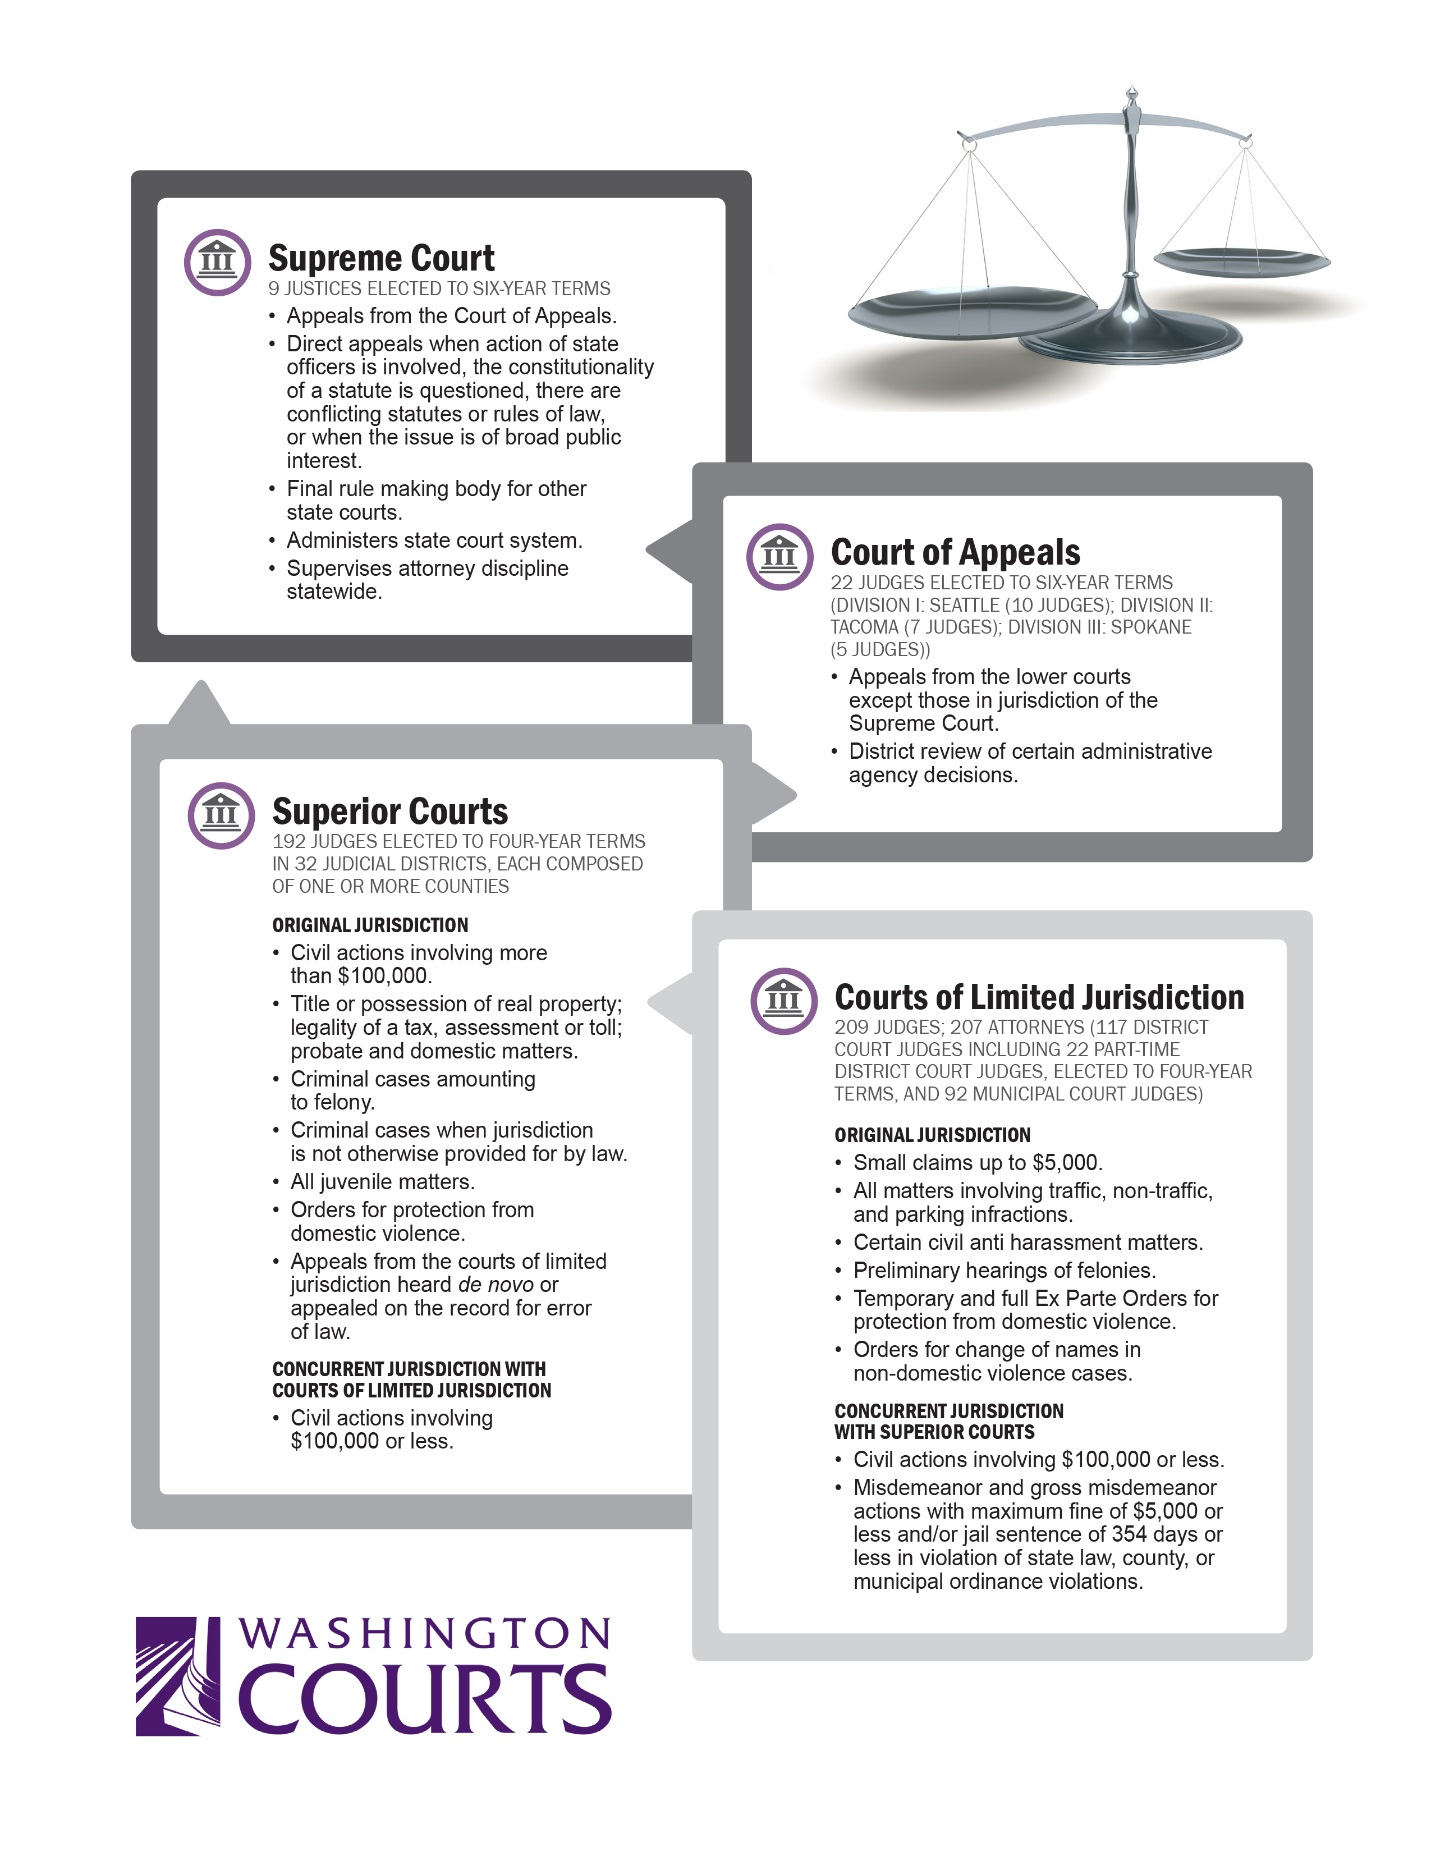 Supreme Court
9 JUSTICES ELECTED TO SIX-YEAR TERMS
• Appeals from the Court of Appeals.
• Direct appeals when action of state
officers is involved, the constitutionality
of a statute is questioned, there are
conflicting statutes or rules of law,
or when the issue is of broad public
interest.
• Final rule making body for other
state courts.
• Administers state court system.
• Supervises attorney discipline
statewide.
Court of Appeals
22 JUDGES ELECTED TO SIX-YEAR TERMS
(DIVISION I: SEATTLE (10 JUDGES); DIVISION II:
TACOMA (7 JUDGES); DIVISION III: SPOKANE
(5 JUDGES))
• Appeals from the lower courts
except those in jurisdiction of the
Supreme Court.
• District review of certain administrative
agency decisions.
Superior Courts
192 JUDGES ELECTED TO FOUR-YEAR TERMS
IN 32 JUDICIAL DISTRICTS, EACH COMPOSED
OF ONE OR MORE COUNTIES
ORIGINAL JURISDICTION
• Civil actions involving more
than $100,000.
• Title or possession of real property;
legality of a tax, assessment or toll;
probate and domestic matters.
• Criminal cases amounting
to felony.
• Criminal cases when jurisdiction
is not otherwise provided for by law.
• All juvenile matters.
• Orders for protection from
domestic violence.
• Appeals from the courts of limited
jurisdiction heard de novo or
appealed on the record for error
of law.
CONCURRENT JURISDICTION WITH
COURTS OF LIMITED JURISDICTION
• Civil actions involving
$100,000 or less.
Courts of Limited Jurisdiction
209 JUDGES; 207 ATTORNEYS (117 DISTRICT
COURT JUDGES INCLUDING 22 PART-TIME
DISTRICT COURT JUDGES, ELECTED TO FOUR-YEAR
TERMS, AND 92 MUNICIPAL COURT JUDGES)
ORIGINAL JURISDICTION
• Small claims up to $5,000.
• All matters involving traffic, non-traffic,
and parking infractions.
• Certain civil anti harassment matters.
• Preliminary hearings of felonies.
• Temporary and full Ex Parte Orders for
protection from domestic violence.
• Orders for change of names in
non-domestic violence cases.
CONCURRENT JURISDICTION
WITH SUPERIOR COURTS
• Civil actions involving $100,000 or less.
• Misdemeanor and gross misdemeanor
actions with maximum fine of $5,000 or
less and/or jail sentence of 354 days or
less in violation of state law, county, or
municipal ordinance violations.
WASHINGTON
COURTS